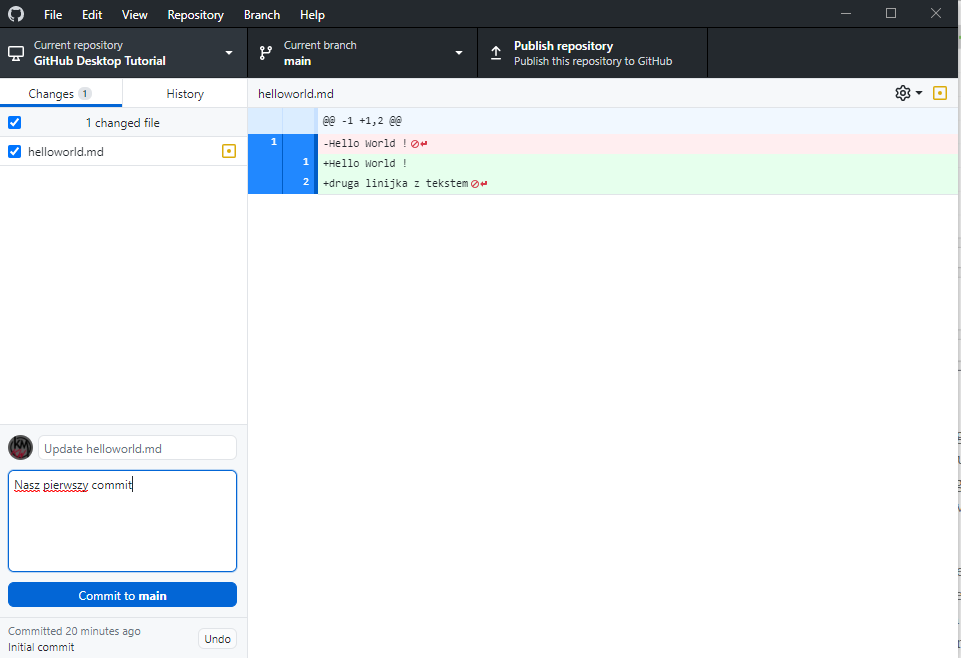 File Edit View Repository Branch Help
Current repository
GitHub Desktop Tutorial
Current branch
main
Publish repository
Publish this repository to GitHub
Changes 1 History
helloworld.md
1 changed file
helloworld.md
@@ -1 +1,2 @@
1 -Hello World !
1 +Hello World !
2 +druga linijka z tekstem
KM
Update helloworld.md
Nasz pierwszy commit
Commit to main
Committed 20 minutes ago
Initial commit
Undo